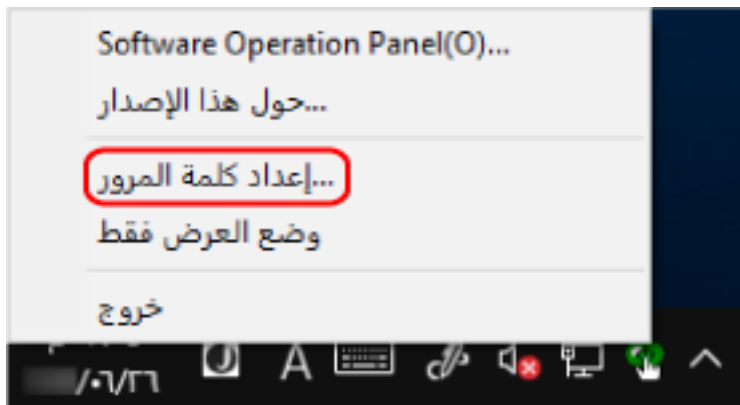 Software Operation Panel(O)...
حول هذا الإصدار...
إعداد كلمة المرور...
وضع العرض فقط
خروج
A
/٠٦/٢٦